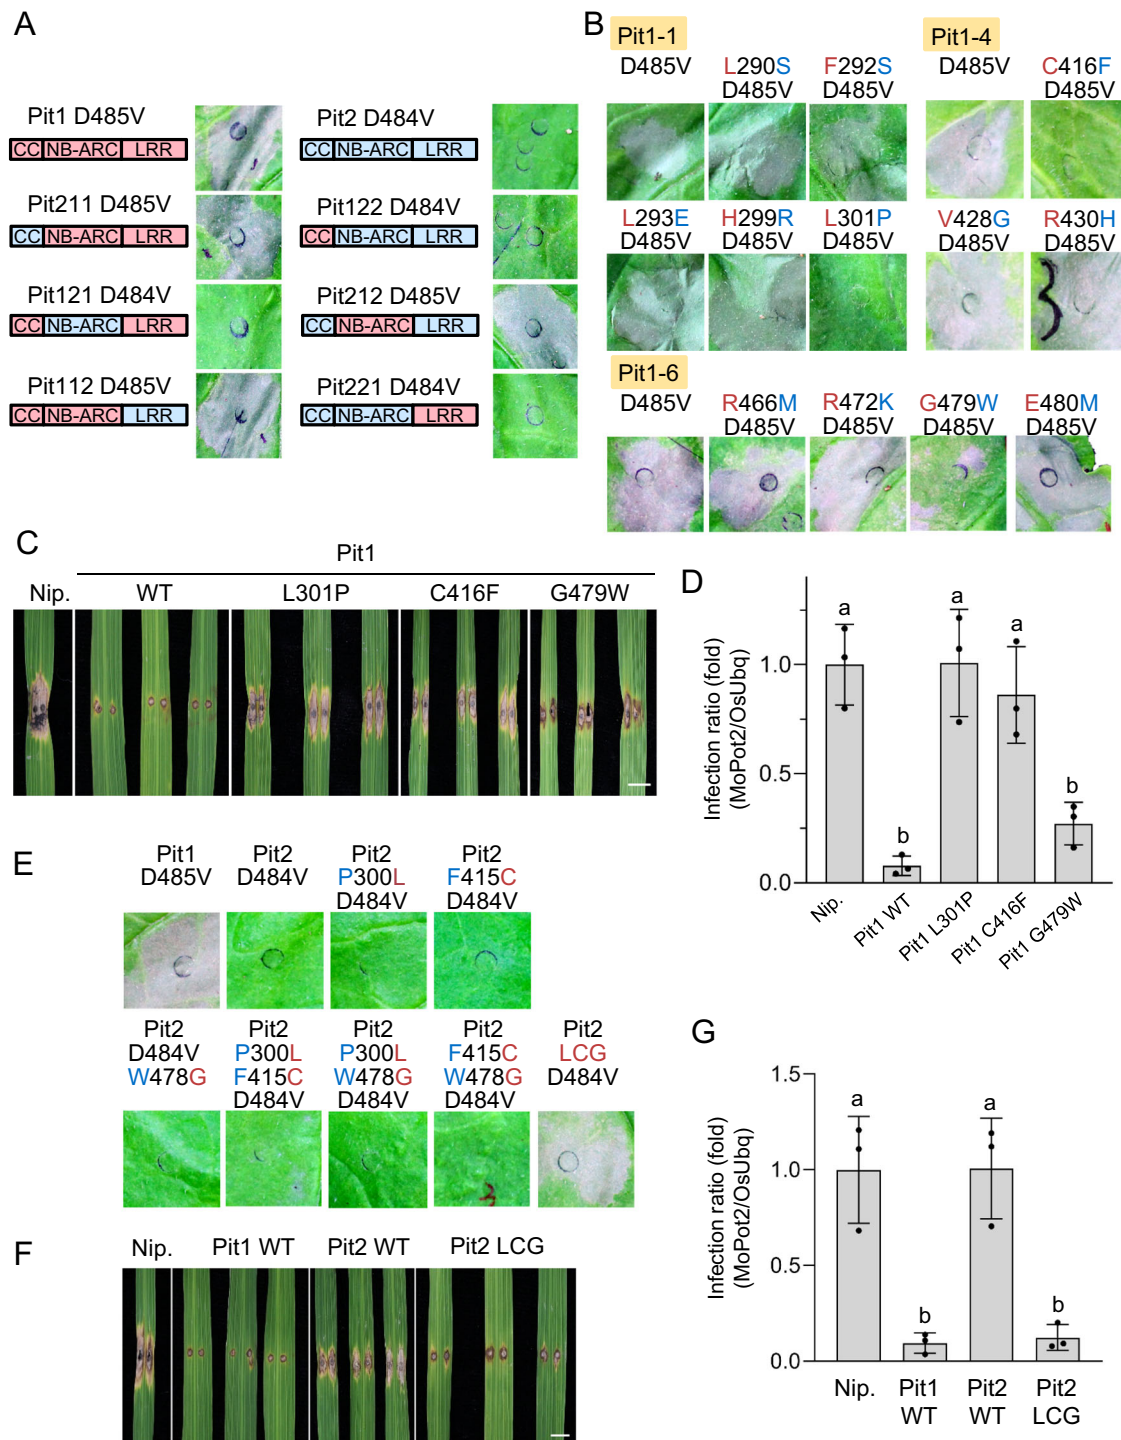 A
Pit1 D485V
CC NB-ARC LRR
Pit2 D484V
CC NB-ARC LRR
Pit211 D485V
CC NB-ARC LRR
Pit122 D484V
CC NB-ARC LRR
Pit121 D484V
CC NB-ARC LRR
Pit212 D485V
CC NB-ARC LRR
Pit112 D485V
CC NB-ARC LRR
Pit221 D484V
CC NB-ARC LRR
B
Pit1-1
D485V
L290S
D485V
F292S
D485V
L293E
D485V
H299R
D485V
L301P
D485V
Pit1-4
D485V
C416F
D485V
V428G
D485V
R430H
D485V
Pit1-6
D485V
R466M
D485V
R472K
D485V
G479W
D485V
E480M
D485V
C
Pit1
Nip. WT L301P C416F G479W
D
Infection ratio (fold)
(MoPot2/OsUbq)
1.0
0.5
0.0
a
b
a
a
b
Nip.
Pit1 WT
Pit1 L301P
Pit1 C416F
Pit1 G479W
E
Pit1
D485V
Pit2
D484V
Pit2
P300L
D484V
Pit2
F415C
D484V
Pit2
D484V
W478G
Pit2
P300L
F415C
D484V
Pit2
P300L
W478G
D484V
Pit2
F415C
W478G
D484V
Pit2
LCG
D484V
F
Nip. Pit1 WT Pit2 WT Pit2 LCG
G
Infection ratio (fold)
(MoPot2/OsUbq)
1.5
1.0
0.5
0.0
a
b
a
b
Nip.
Pit1
WT
Pit2
WT
Pit2
LCG